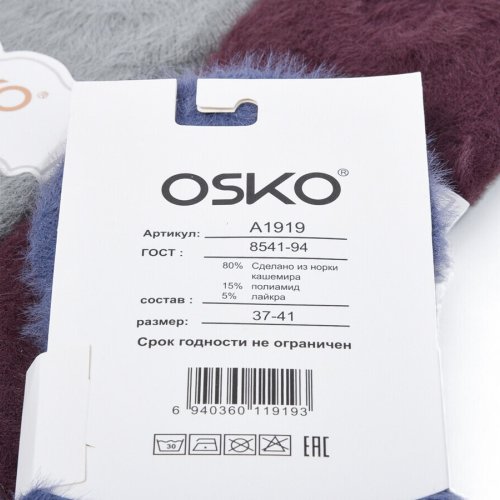 КО
OSKO®
Артикул: A1919
ГОСТ : 8541-94
80% Сделано из норки
кашемира
15% полиамид
состав : 5% лайкра
размер: 37-41
Срок годности не ограничен
6 940360 119193
30 EAC